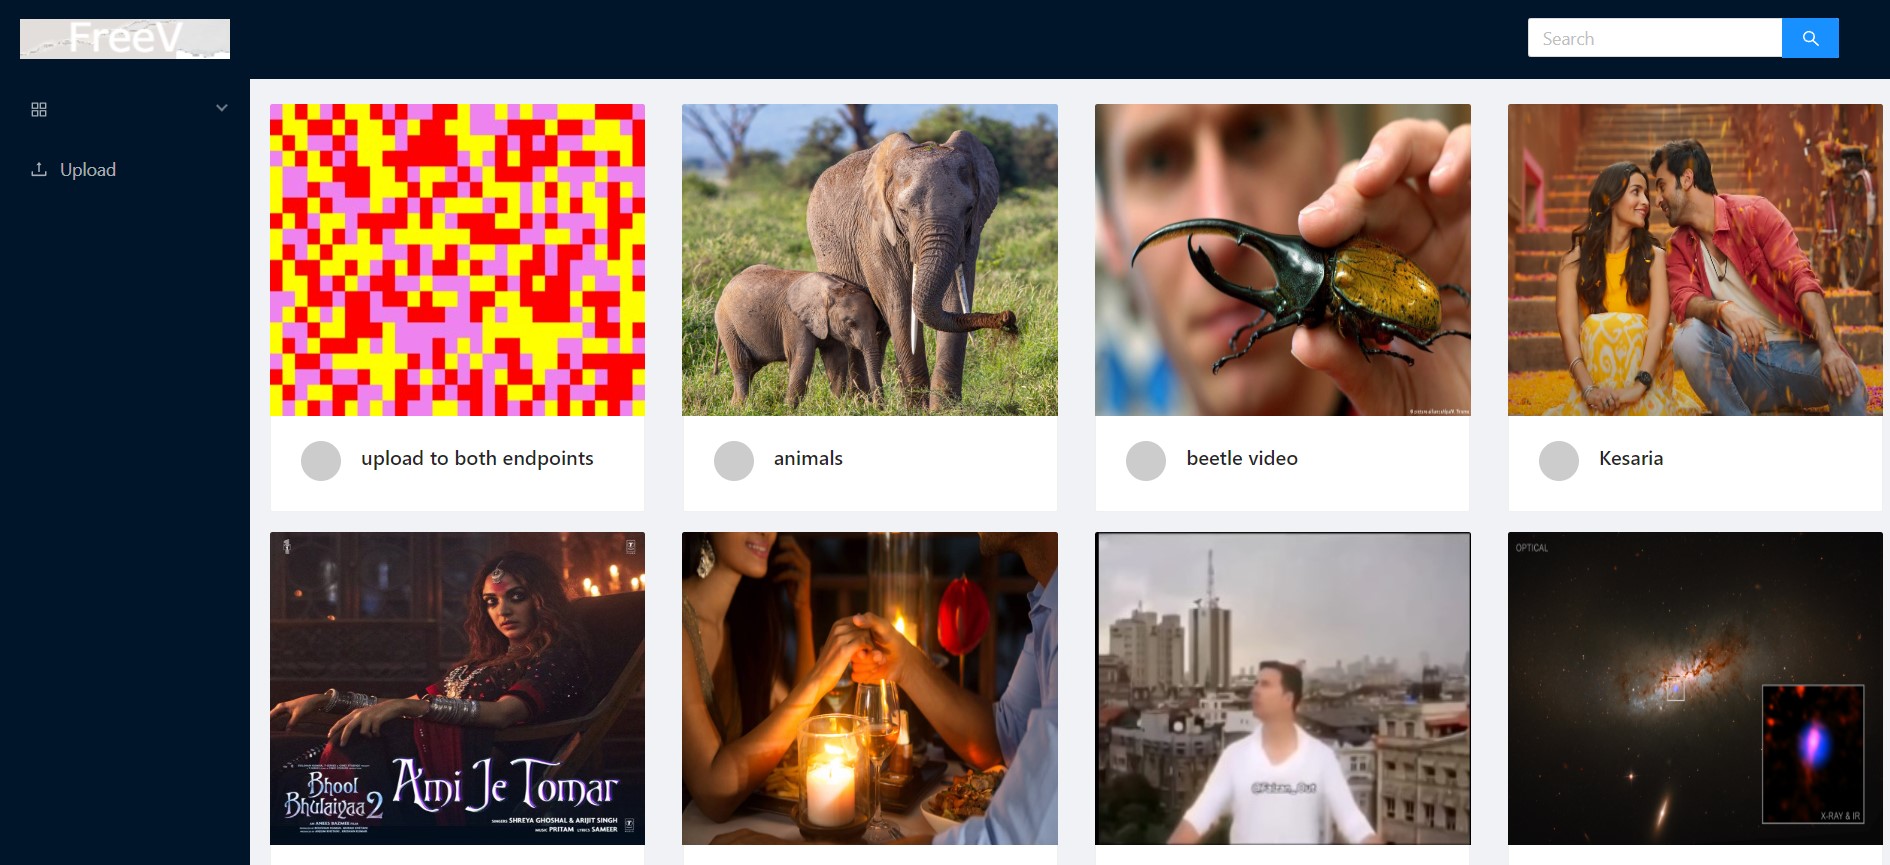 FreeV
Search
Upload
upload to both endpoints
animals
beetle video
Kesaria
Bhool
Bhulaiyaa 2
Ami Je Tomar
SINGERS SHREYA GHOSHAL & ARIJIT SINGH
MUSIC PRITAM LYRICS SAMEER
@Faizan_Out
OPTICAL
X-RAY & IR